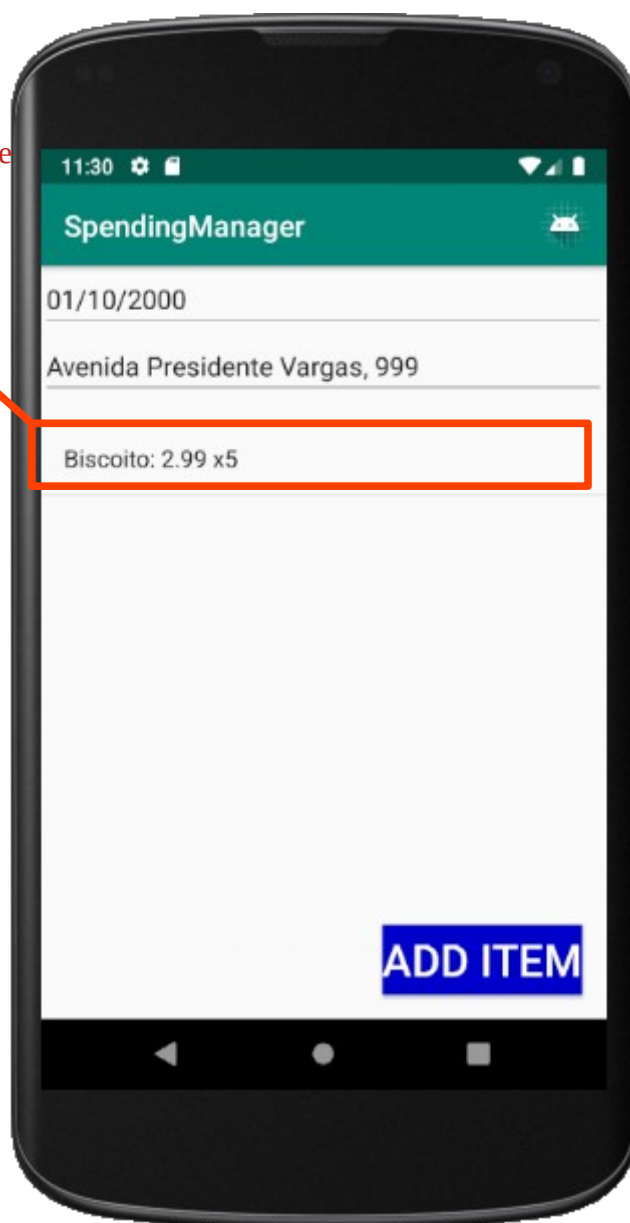 e
11:30
SpendingManager
01/10/2000
Avenida Presidente Vargas, 999
Biscoito: 2.99 x5
ADD ITEM